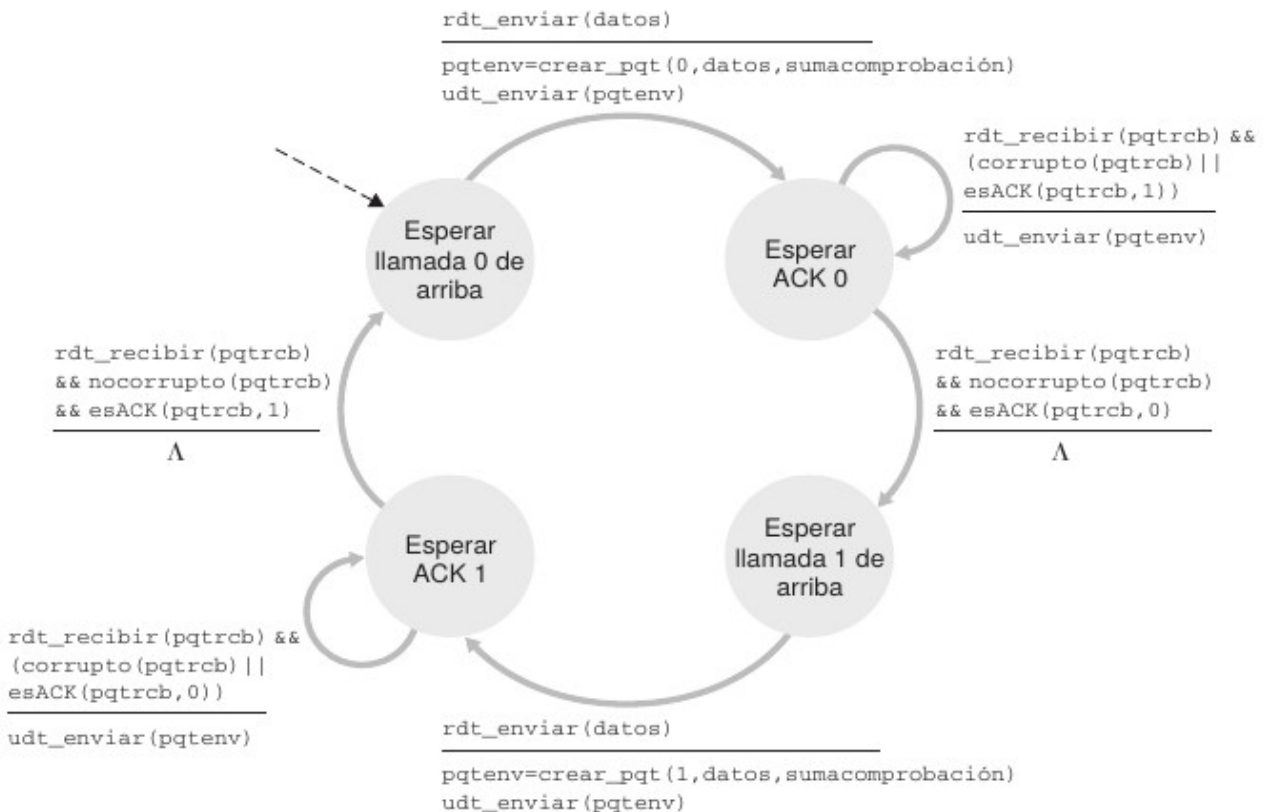 rdt_enviar(datos)
pqtenv=crear_pqt(0,datos,sumacomprobación)
udt_enviar(pqtenv)
rdt_recibir(pqtrcb) &&
(corrupto(pqtrcb)||
esACK(pqtrcb,1))
udt_enviar(pqtenv)
Esperar
llamada 0 de
arriba
Esperar
ACK 0
rdt_recibir(pqtrcb)
&& nocorrupto(pqtrcb)
&& esACK(pqtrcb,1)
Λ
rdt_recibir(pqtrcb)
&& nocorrupto(pqtrcb)
&& esACK(pqtrcb,0)
Λ
Esperar
ACK 1
Esperar
llamada 1 de
arriba
rdt_recibir(pqtrcb) &&
(corrupto(pqtrcb)||
esACK(pqtrcb,0))
udt_enviar(pqtenv)
rdt_enviar(datos)
pqtenv=crear_pqt(1,datos,sumacomprobación)
udt_enviar(pqtenv)